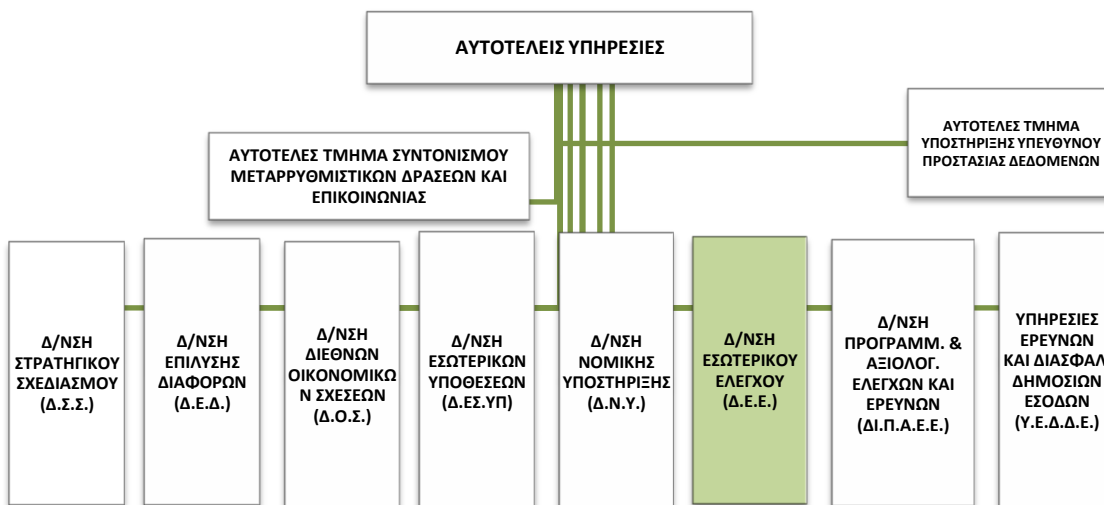 ΑΥΤΟΤΕΛΕΙΣ ΥΠΗΡΕΣΙΕΣ
ΑΥΤΟΤΕΛΕΣ ΤΜΗΜΑ
ΥΠΟΣΤΗΡΙΞΗΣ ΥΠΕΥΘΥΝΟΥ
ΠΡΟΣΤΑΣΙΑΣ ΔΕΔΟΜΕΝΩΝ
ΑΥΤΟΤΕΛΕΣ ΤΜΗΜΑ ΣΥΝΤΟΝΙΣΜΟΥ
ΜΕΤΑΡΡΥΘΜΙΣΤΙΚΩΝ ΔΡΑΣΕΩΝ ΚΑΙ
ΕΠΙΚΟΙΝΩΝΙΑΣ
Δ/ΝΣΗ
ΣΤΡΑΤΗΓΙΚΟΥ
ΣΧΕΔΙΑΣΜΟΥ
(Δ.Σ.Σ.)
Δ/ΝΣΗ
ΕΠΙΛΥΣΗΣ
ΔΙΑΦΟΡΩΝ
(Δ.Ε.Δ.)
Δ/ΝΣΗ
ΔΙΕΘΝΩΝ
ΟΙΚΟΝΟΜΙΚΩ
Ν ΣΧΕΣΕΩΝ
(Δ.Ο.Σ.)
Δ/ΝΣΗ
ΕΣΩΤΕΡΙΚΩΝ
ΥΠΟΘΕΣΕΩΝ
(Δ.ΕΣ.ΥΠ)
Δ/ΝΣΗ
ΝΟΜΙΚΗΣ
ΥΠΟΣΤΗΡΙΞΗΣ
(Δ.Ν.Υ.)
Δ/ΝΣΗ
ΕΣΩΤΕΡΙΚΟΥ
ΕΛΕΓΧΟΥ
(Δ.Ε.Ε.)
Δ/ΝΣΗ
ΠΡΟΓΡΑΜΜ. &
ΑΞΙΟΛΟΓ.
ΕΛΕΓΧΩΝ ΚΑΙ
ΕΡΕΥΝΩΝ
(ΔΙ.Π.Α.Ε.Ε.)
ΥΠΗΡΕΣΙΕΣ
ΕΡΕΥΝΩΝ
ΚΑΙ ΔΙΑΣΦΑΛ
ΔΗΜΟΣΙΩΝ
ΕΣΟΔΩΝ
(Υ.Ε.Δ.Δ.Ε.)